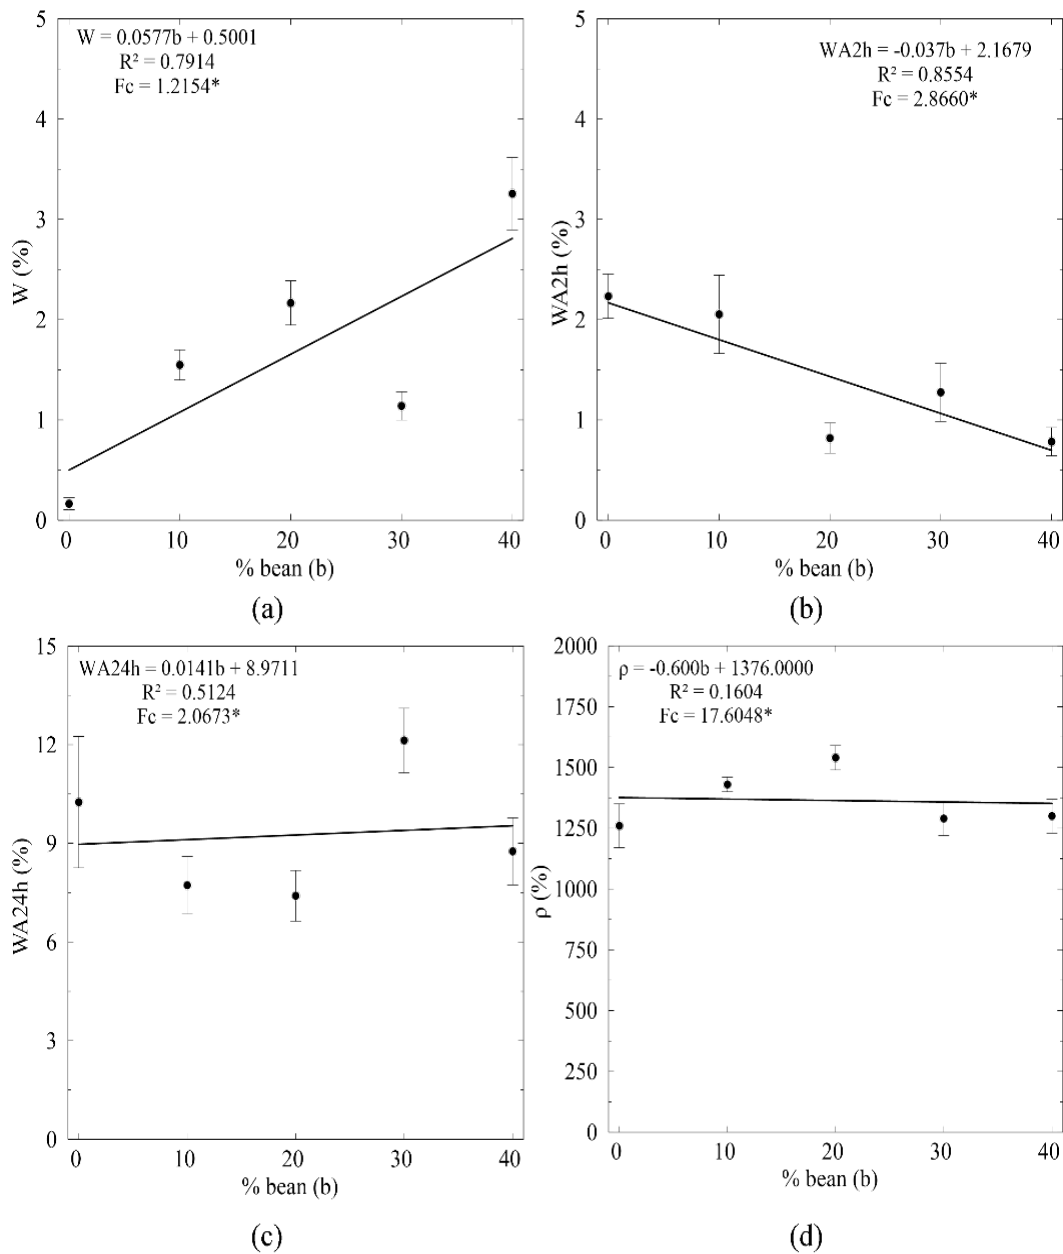 W = 0.0577b + 0.5001
R² = 0.7914
Fc = 1.2154*
5
4
3
2
1
0
W (%)
0 10 20 30 40
% bean (b)
(a)
WA2h = -0.037b + 2.1679
R² = 0.8554
Fc = 2.8660*
5
4
3
2
1
0
WA2h (%)
0 10 20 30 40
% bean (b)
(b)
WA24h = 0.0141b + 8.9711
R² = 0.5124
Fc = 2.0673*
15
12
9
6
3
0
WA24h (%)
0 10 20 30 40
% bean (b)
(c)
ρ = -0.600b + 1376.0000
R² = 0.1604
Fc = 17.6048*
2000
1750
1500
1250
1000
750
500
250
0
ρ (%)
0 10 20 30 40
% bean (b)
(d)